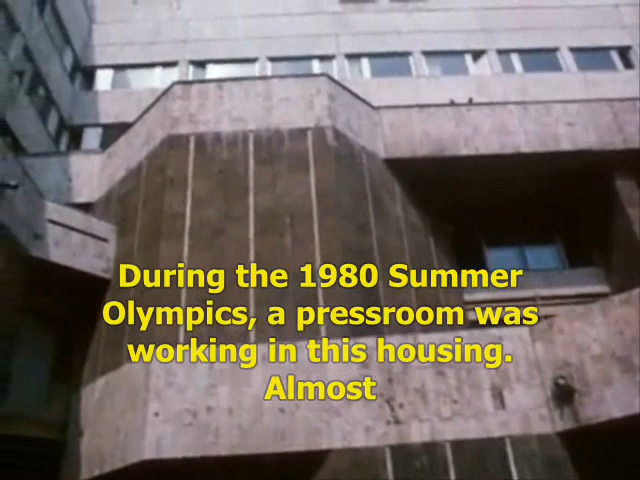 During the 1980 Summer
Olympics, a pressroom was
working in this housing.
Almost